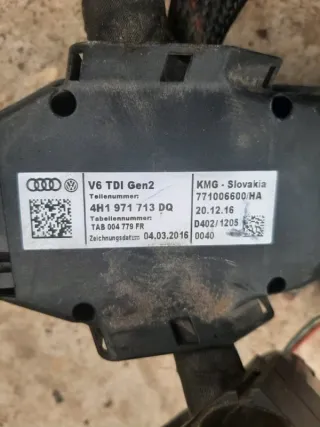 V6 TDI Gen2
Teilenummer:
4H1 971 713 DQ
Tabellennummer:
TAB 004 779 FR
Zeichnungsdatum: 04.03.2016
KMG - Slovakia
771006600/HA
20.12.16
D402/1205
0040